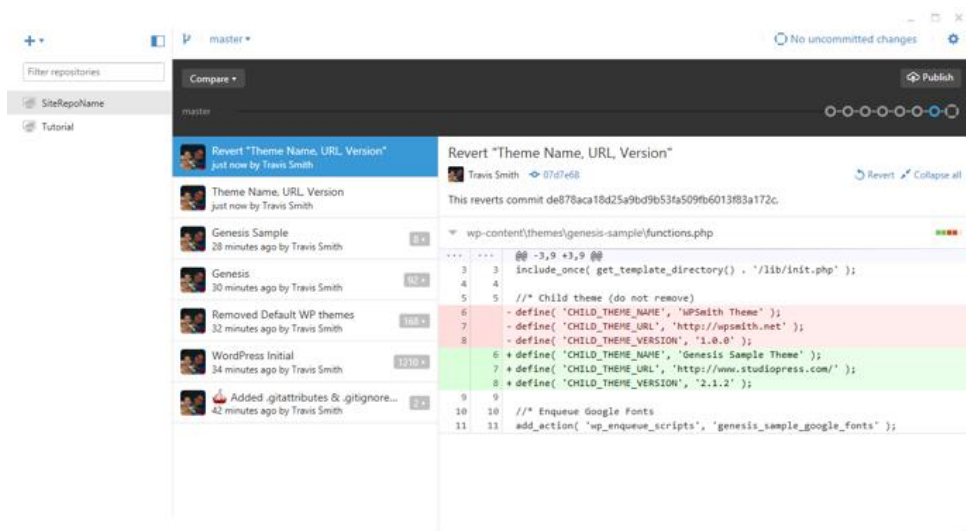 master
No uncommitted changes
Filter repositories
Compare
Publish
SiteRepoName
Tutorial
master
Revert "Theme Name, URL, Version"
just now by Travis Smith
Theme Name, URL, Version
just now by Travis Smith
Genesis Sample
28 minutes ago by Travis Smith
8
Genesis
30 minutes ago by Travis Smith
92
Removed Default WP themes
32 minutes ago by Travis Smith
168
WordPress Initial
34 minutes ago by Travis Smith
1210
Added .gitattributes & .gitignore...
42 minutes ago by Travis Smith
2
Revert "Theme Name, URL, Version"
Travis Smith 07d7e68 Revert Collapse all
This reverts commit de878aca18d25a9bd9b53fa509fb6013f83a172c.
wp-content\themes\genesis-sample\functions.php
... ... @@ -3,9 +3,9 @@
3 3 include_once( get_template_directory() . '/lib/init.php' );
4 4
5 5 //* Child theme (do not remove)
6 - define( 'CHILD_THEME_NAME', 'WPSmith Theme' );
7 - define( 'CHILD_THEME_URL', 'http://wpsmith.net' );
8 - define( 'CHILD_THEME_VERSION', '1.0.0' );
6 + define( 'CHILD_THEME_NAME', 'Genesis Sample Theme' );
7 + define( 'CHILD_THEME_URL', 'http://www.studiopress.com/' );
8 + define( 'CHILD_THEME_VERSION', '2.1.2' );
9 9
10 10 //* Enqueue Google Fonts
11 11 add_action( 'wp_enqueue_scripts', 'genesis_sample_google_fonts' );